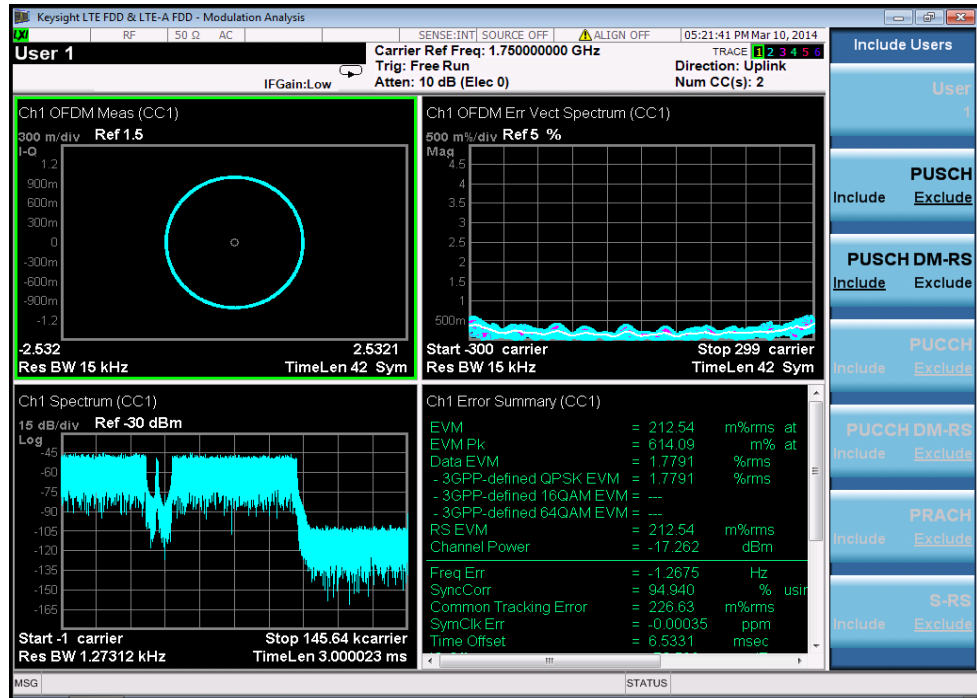 Keysight LTE FDD & LTE-A FDD - Modulation Analysis
LXI RF 50 Ω AC SENSE:INT SOURCE OFF ALIGN OFF 05:21:41 PM Mar 10, 2014
User 1
Carrier Ref Freq: 1.750000000 GHz
TRACE 1 2 3 4 5 6
Trig: Free Run
Direction: Uplink
IFGain:Low
Atten: 10 dB (Elec 0)
Num CC(s): 2
Ch1 OFDM Meas (CC1)
300 m/div Ref 1.5
I-Q
1.2
900m
600m
300m
0
-300m
-600m
-900m
-1.2
-2.532 2.5321
Res BW 15 kHz TimeLen 42 Sym
Ch1 OFDM Err Vect Spectrum (CC1)
500 m%/div Ref 5 %
Mag
4.5
4
3.5
3
2.5
2
1.5
1
500m
Start -300 carrier Stop 299 carrier
Res BW 15 kHz TimeLen 42 Sym
Ch1 Spectrum (CC1)
15 dB/div Ref -30 dBm
Log
-45
-60
-75
-90
-105
-120
-135
-150
-165
Start -1 carrier Stop 145.64 kcarrier
Res BW 1.27312 kHz TimeLen 3.000023 ms
Ch1 Error Summary (CC1)
EVM = 212.54 m%rms at
EVM Pk = 614.09 m% at
Data EVM = 1.7791 %rms
- 3GPP-defined QPSK EVM = 1.7791 %rms
- 3GPP-defined 16QAM EVM = ---
- 3GPP-defined 64QAM EVM = ---
RS EVM = 212.54 m%rms
Channel Power = -17.262 dBm
Freq Err = -1.2675 Hz
SyncCorr = 94.940 % usin
Common Tracking Error = 226.63 m%rms
SymClk Err = -0.00035 ppm
Time Offset = 6.5331 msec
MSG STATUS
Include Users
User
1
PUSCH
Include Exclude
PUSCH DM-RS
Include Exclude
PUCCH
Include Exclude
PUCCH DM-RS
Include Exclude
PRACH
Include Exclude
S-RS
Include Exclude